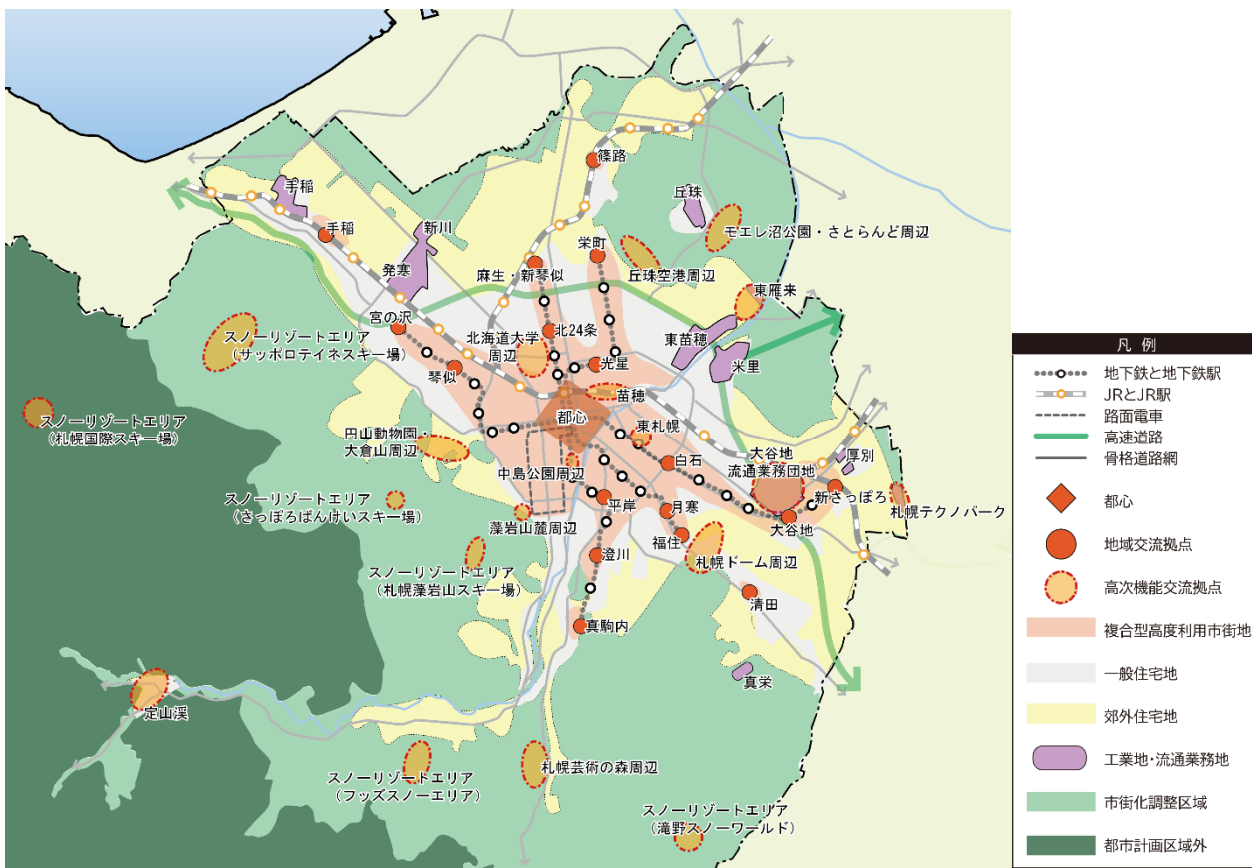 篠路
手稲
丘珠
手稲
新川
モエレ沼公園・さとらんど周辺
栄町
発寒
麻生・新琴似
丘珠空港周辺
東雁来
宮の沢
スノーリゾートエリア
（サッポロテイネスキー場）
北海道大学
周辺
北24条
東苗穂
光星
米里
琴似
苗穂
スノーリゾートエリア
（札幌国際スキー場）
都心
東札幌
円山動物園・
大倉山周辺
中島公園周辺
白石
大谷地
流通業務団地
厚別
新さっぽろ
スノーリゾートエリア
（さっぽろばんけいスキー場）
平岸
月寒
札幌テクノパーク
藻岩山麓周辺
福住
大谷地
澄川
札幌ドーム周辺
スノーリゾートエリア
（札幌藻岩山スキー場）
清田
真駒内
真栄
定山渓
札幌芸術の森周辺
スノーリゾートエリア
（フッズスノーエリア）
スノーリゾートエリア
（滝野スノーワールド）
凡例
地下鉄と地下鉄駅
JRとJR駅
路面電車
高速道路
骨格道路網
都心
地域交流拠点
高次機能交流拠点
複合型高度利用市街地
一般住宅地
郊外住宅地
工業地・流通業務地
市街化調整区域
都市計画区域外